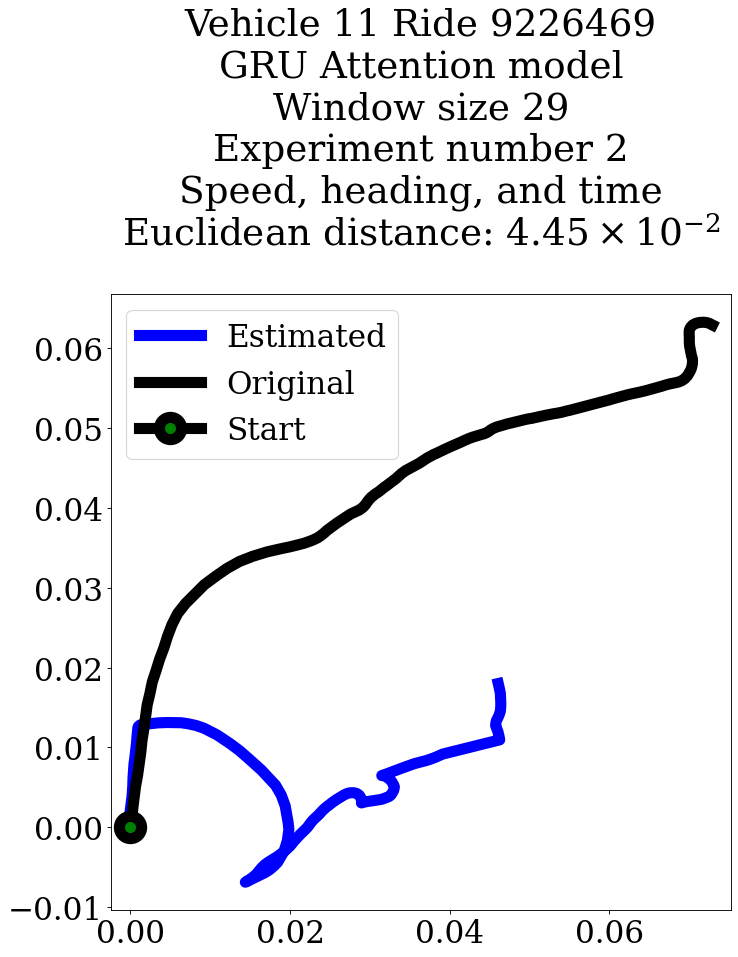 Vehicle 11 Ride 9226469
GRU Attention model
Window size 29
Experiment number 2
Speed, heading, and time
Euclidean distance: 4.45 × 10⁻²
Estimated
Original
Start
0.06
0.05
0.04
0.03
0.02
0.01
0.00
−0.01
0.00 0.02 0.04 0.06